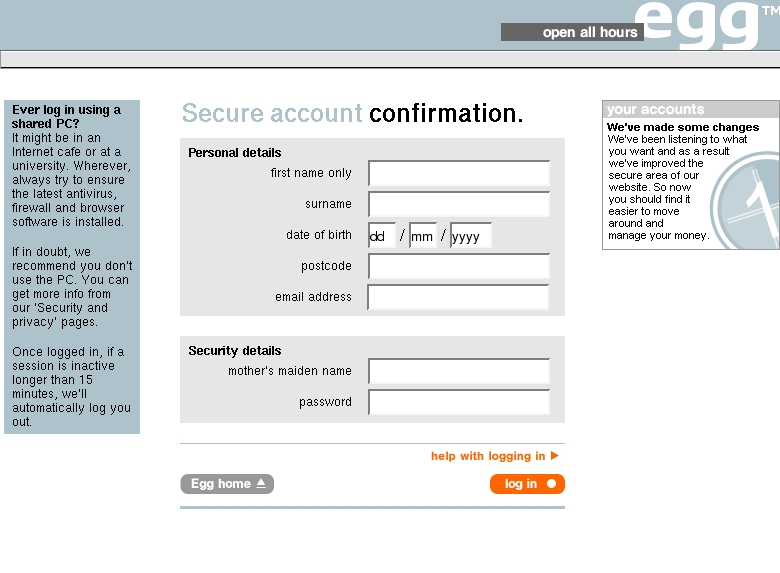 egg™
open all hours
Ever log in using a
shared PC?
It might be in an
Internet cafe or at a
university. Wherever,
always try to ensure
the latest antivirus,
firewall and browser
software is installed.
If in doubt, we
recommend you don't
use the PC. You can
get more info from
our 'Security and
privacy' pages.
Once logged in, if a
session is inactive
longer than 15
minutes, we'll
automatically log you
out.
Secure account confirmation.
Personal details
first name only
surname
date of birth dd / mm / yyyy
postcode
email address
Security details
mother's maiden name
password
help with logging in
Egg home
log in
your accounts
We've made some changes
We've been listening to what
you want and as a result
we've improved the
secure area of our
website. So now
you should find it
easier to move
around and
manage your money.